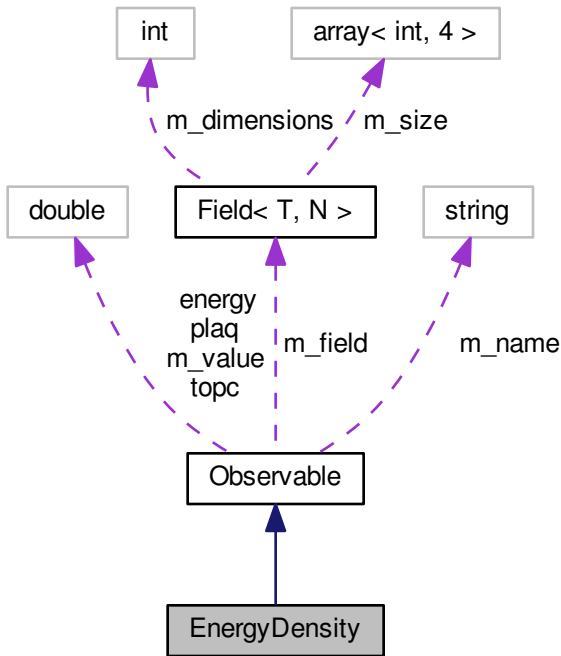 int
array< int, 4 >
m_dimensions
m_size
double
Field< T, N >
string
energy
plaq
m_value
topc
m_field
m_name
Observable
EnergyDensity